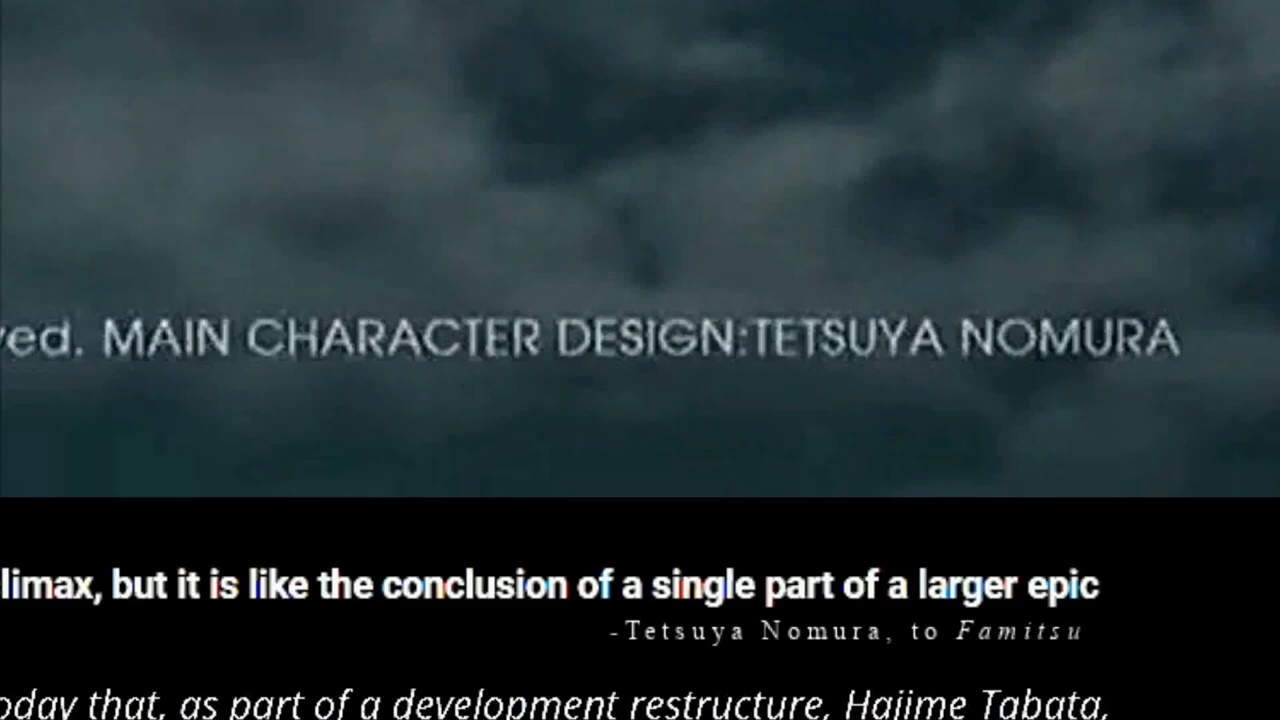 ved. MAIN CHARACTER DESIGN:TETSUYA NOMURA
limax, but it is like the conclusion of a single part of a larger epic
-Tetsuya Nomura, to Famitsu
oday that, as part of a development restructure, Hajime Tabata,